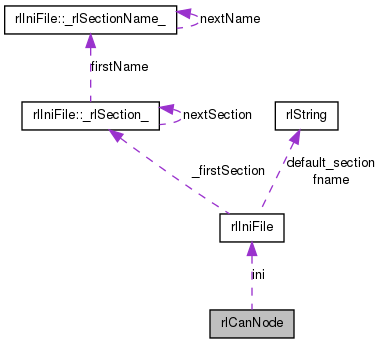 rlIniFile::_rlSectionName_
nextName
firstName
rlIniFile::_rlSection_
nextSection
rlString
_firstSection
default_section
fname
rlIniFile
ini
rlCanNode